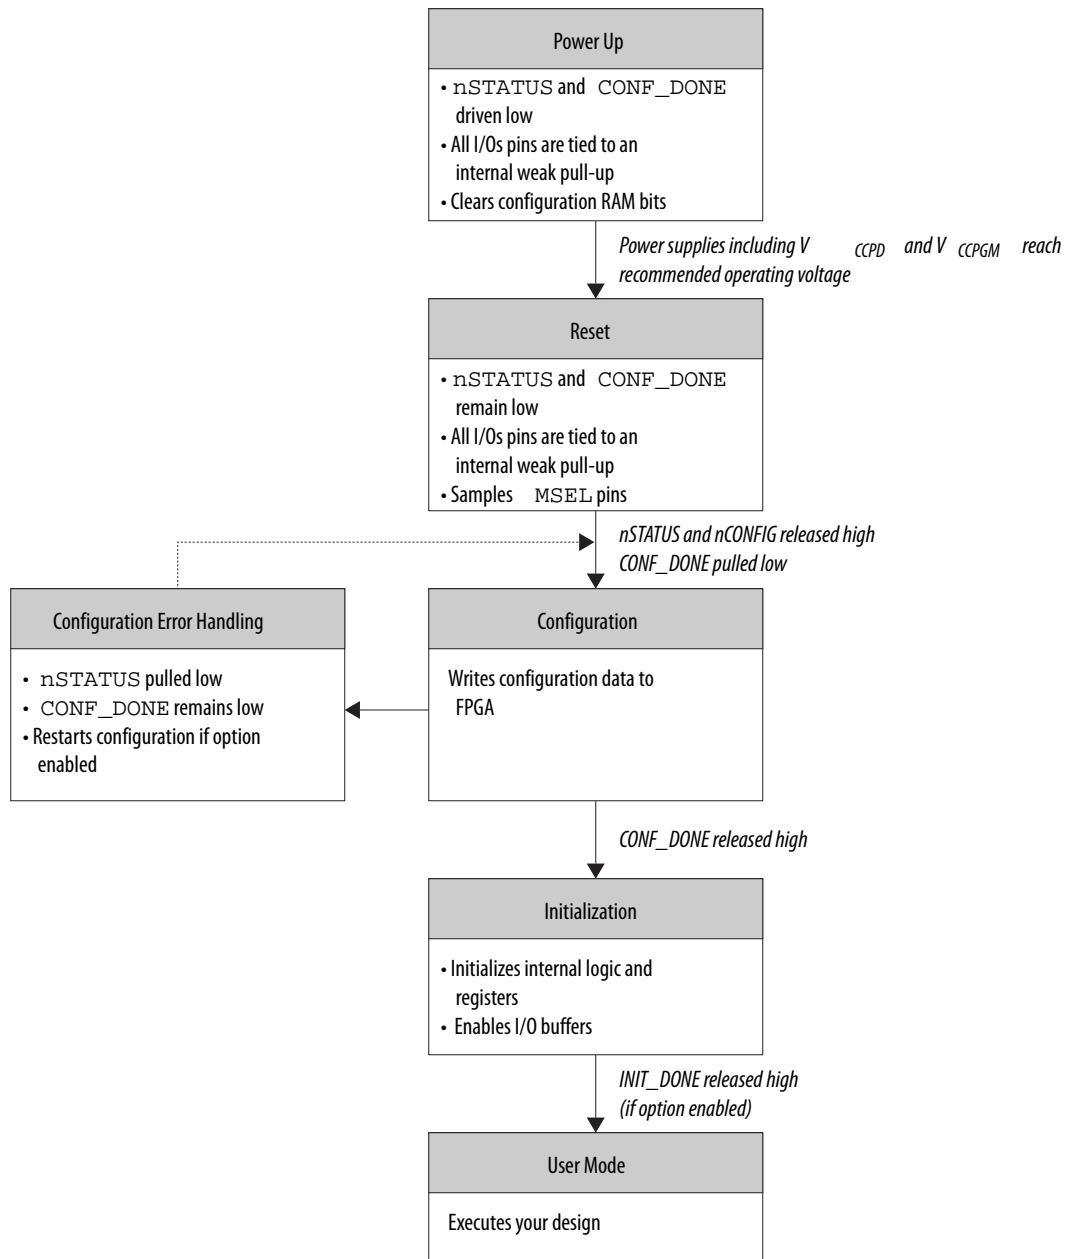 Power Up
• nSTATUS and CONF_DONE
driven low
• All I/Os pins are tied to an
internal weak pull-up
• Clears configuration RAM bits
Power supplies including V CCPD and V CCPGM reach
recommended operating voltage
Reset
• nSTATUS and CONF_DONE
remain low
• All I/Os pins are tied to an
internal weak pull-up
• Samples MSEL pins
nSTATUS and nCONFIG released high
CONF_DONE pulled low
Configuration Error Handling
• nSTATUS pulled low
• CONF_DONE remains low
• Restarts configuration if option
enabled
Configuration
Writes configuration data to
FPGA
CONF_DONE released high
Initialization
• Initializes internal logic and
registers
• Enables I/O buffers
INIT_DONE released high
(if option enabled)
User Mode
Executes your design